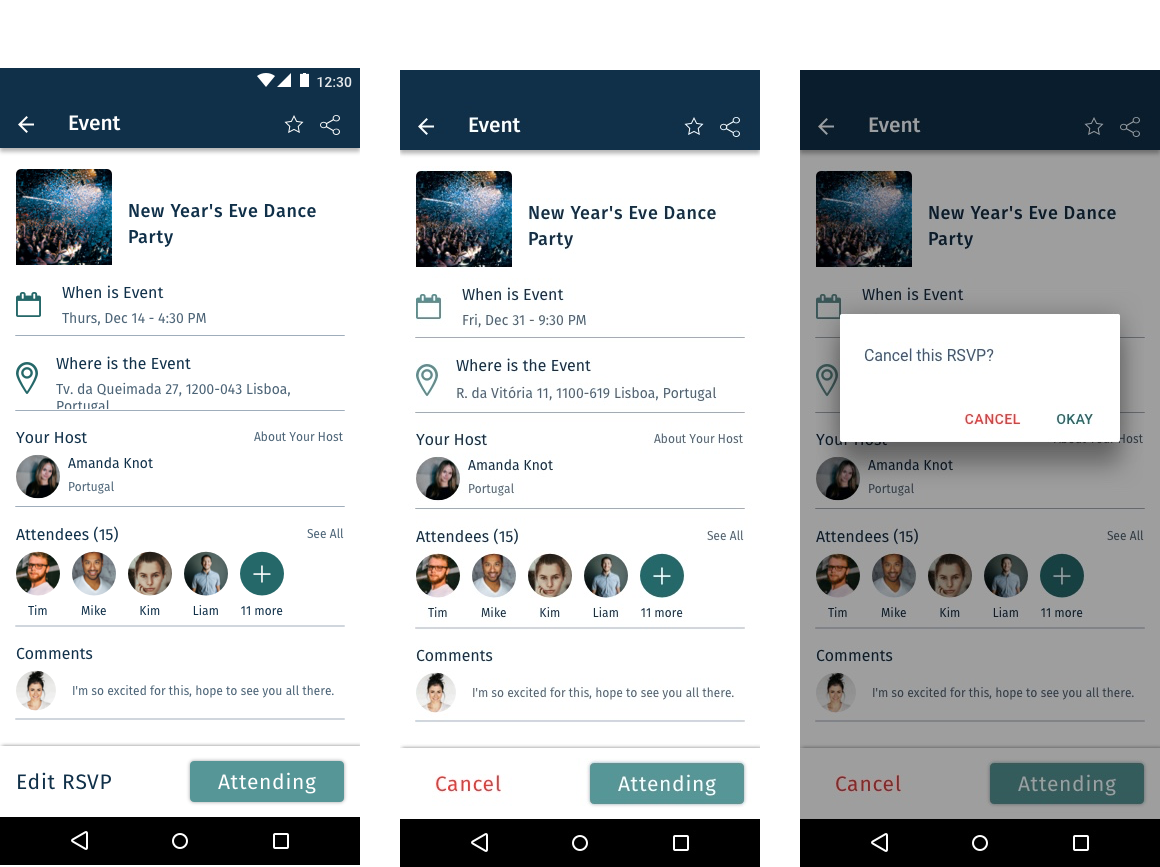 12:30
Event
New Year's Eve Dance
Party
When is Event
Thurs, Dec 14 - 4:30 PM
Where is the Event
Tv. da Queimada 27, 1200-043 Lisboa,
Portugal
Your Host
About Your Host
Amanda Knot
Portugal
Attendees (15)
See All
Tim
Mike
Kim
Liam
11 more
Comments
I'm so excited for this, hope to see you all there.
Edit RSVP
Attending
Event
New Year's Eve Dance
Party
When is Event
Fri, Dec 31 - 9:30 PM
Where is the Event
R. da Vitória 11, 1100-619 Lisboa, Portugal
Your Host
About Your Host
Amanda Knot
Portugal
Attendees (15)
See All
Tim
Mike
Kim
Liam
11 more
Comments
I'm so excited for this, hope to see you all there.
Cancel
Attending
Event
New Year's Eve Dance
Party
When is Event
Cancel this RSVP?
CANCEL
OKAY
Your Host
Host
Amanda Knot
Portugal
Attendees (15)
See All
Tim
Mike
Kim
Liam
11 more
Comments
I'm so excited for this, hope to see you all there.
Cancel
Attending